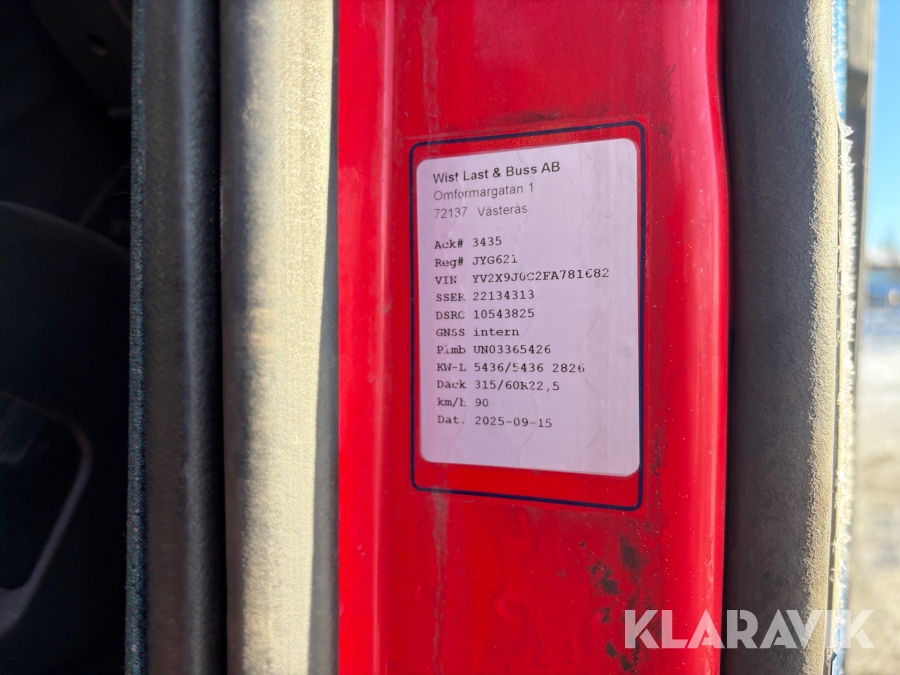 Wist Last & Buss AB
Omformargatan 1
72137 Västerås
Ack# 3435
Reg# JYG621
VIN YV2X9J0C2FA781682
SSER 22134313
DSRC 10543825
GNSS intern
Plmb UN03365426
KW-L 5436/5436 2826
Däck 315/60R22,5
km/h 90
Dat. 2025-09-15
KLARAVIK